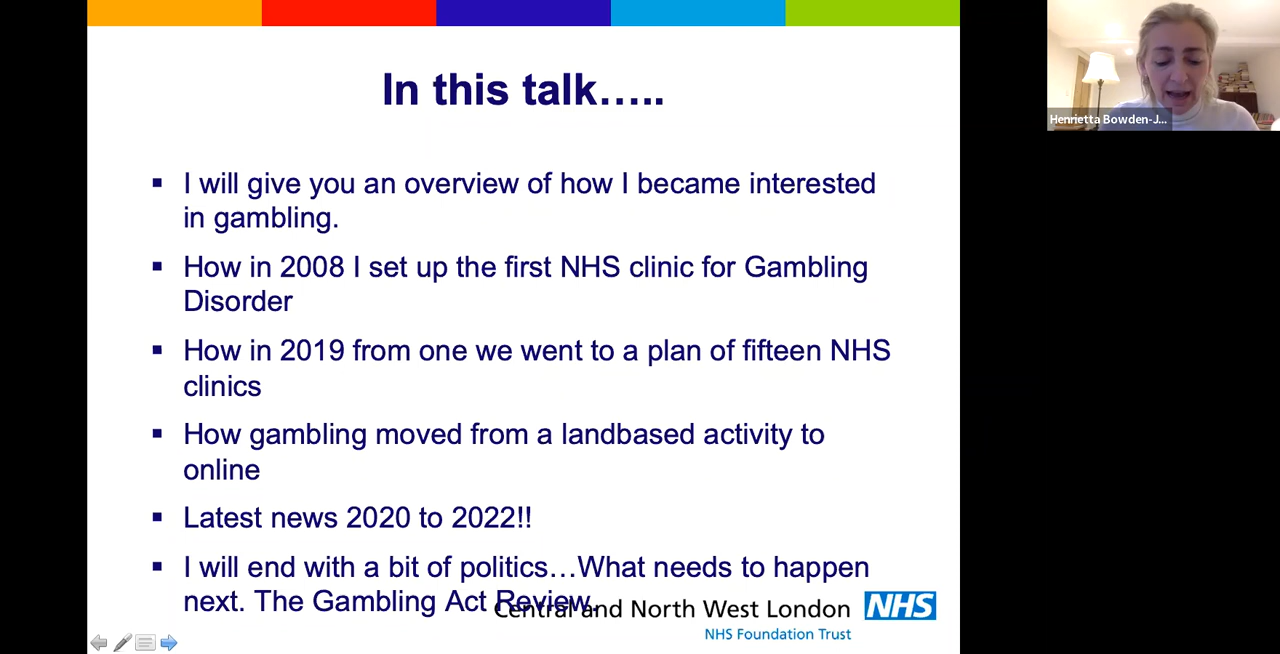 In this talk…..
▪ I will give you an overview of how I became interested
in gambling.
▪ How in 2008 I set up the first NHS clinic for Gambling
Disorder
▪ How in 2019 from one we went to a plan of fifteen NHS
clinics
▪ How gambling moved from a landbased activity to
online
▪ Latest news 2020 to 2022!!
▪ I will end with a bit of politics…What needs to happen
next. The Gambling Act Review.
Central and North West London NHS
NHS Foundation Trust
Henrietta Bowden-J...